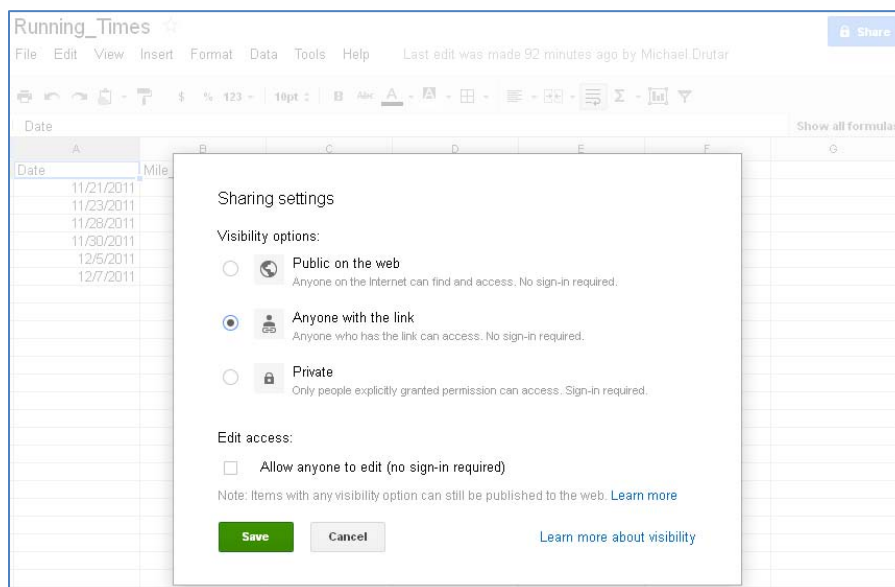 Running_Times
Share
File Edit View Insert Format Data Tools Help Last edit was made 92 minutes ago by Michael Drutar
$ % 123 10pt B Abc A A Σ
Date Show all formulas
A B C D E F G
Date Mile_
11/21/2011
11/23/2011
11/28/2011
11/30/2011
12/5/2011
12/7/2011
Sharing settings
Visibility options:
Public on the web
Anyone on the Internet can find and access. No sign-in required.
Anyone with the link
Anyone who has the link can access. No sign-in required.
Private
Only people explicitly granted permission can access. Sign-in required.
Edit access:
Allow anyone to edit (no sign-in required)
Note: Items with any visibility option can still be published to the web. Learn more
Save Cancel Learn more about visibility